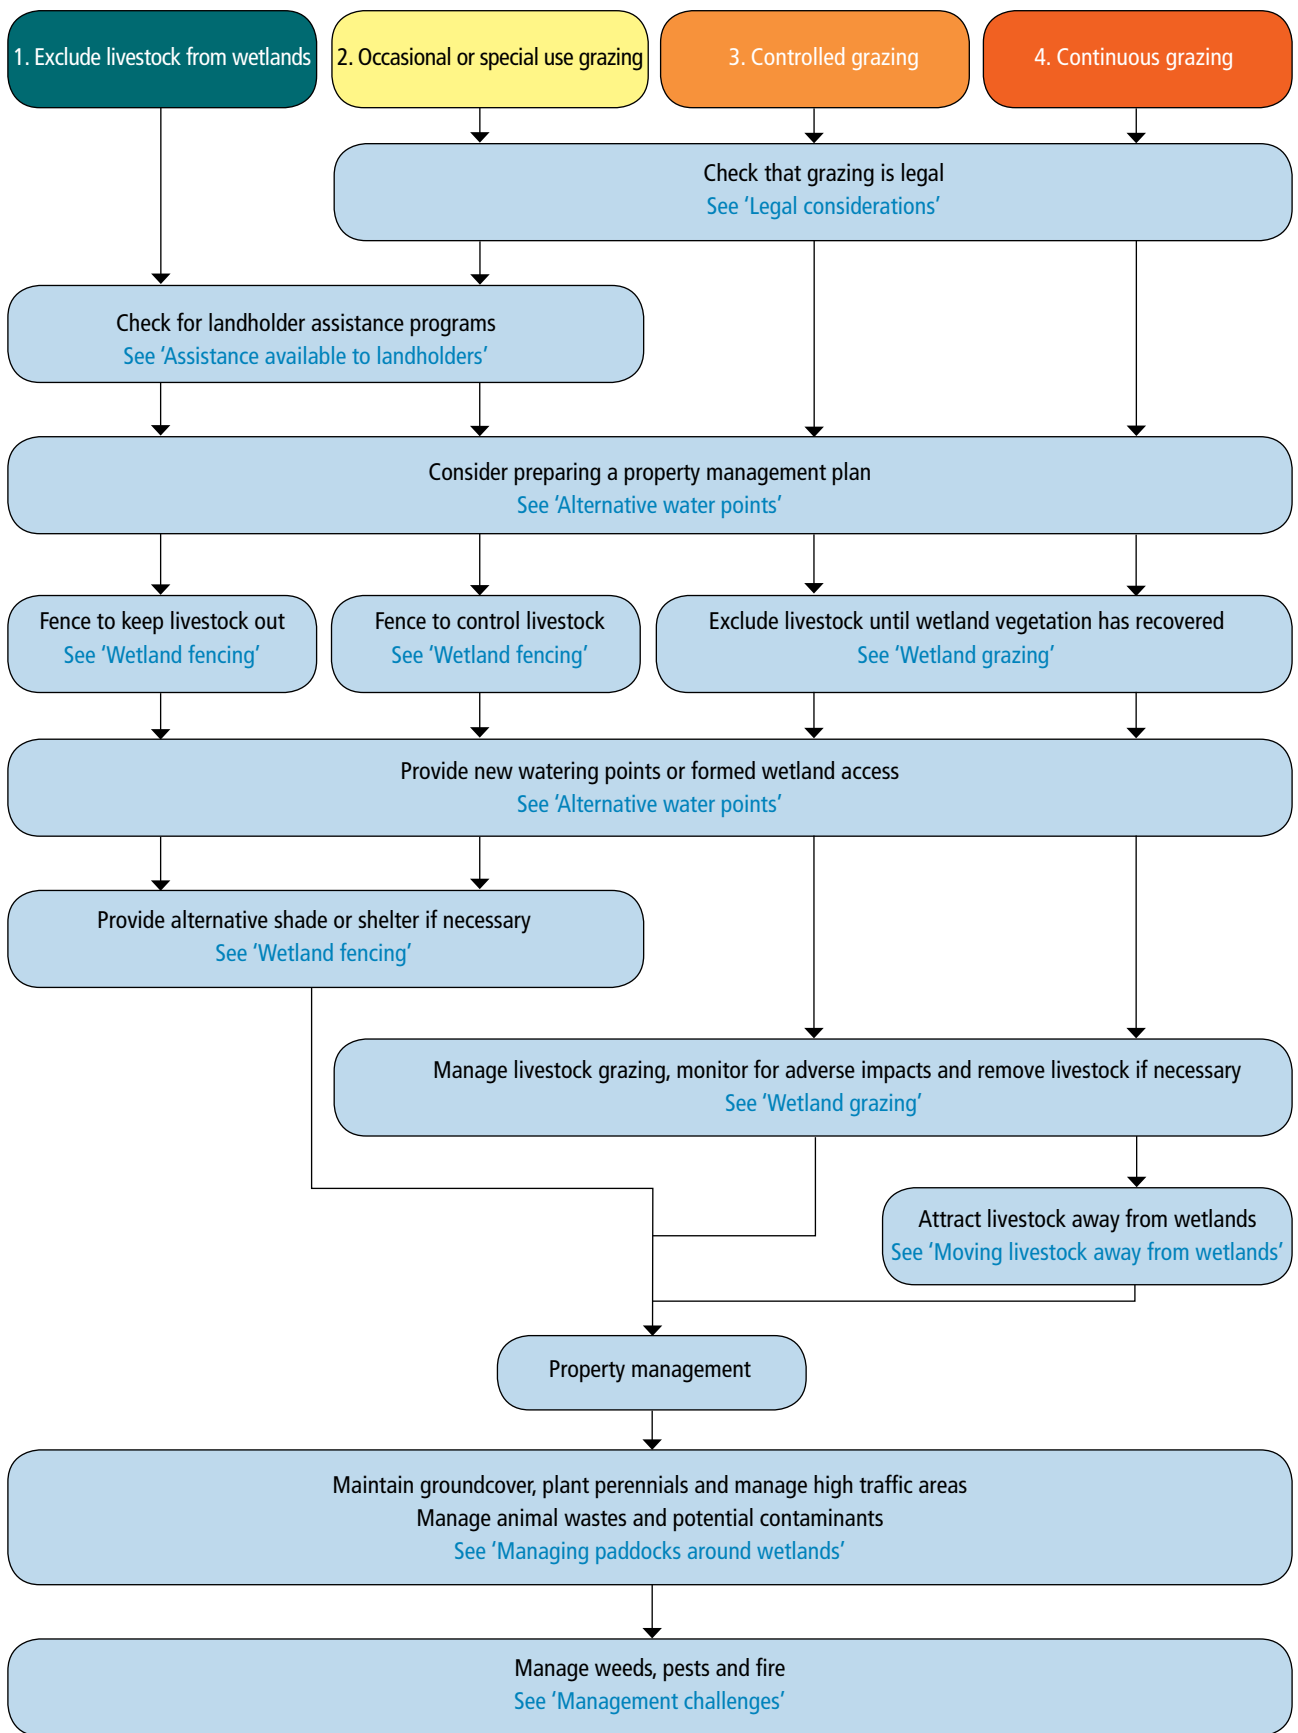 1. Exclude livestock from wetlands
2. Occasional or special use grazing
3. Controlled grazing
4. Continuous grazing
Check that grazing is legal
See ‘Legal considerations’
Check for landholder assistance programs
See ‘Assistance available to landholders’
Consider preparing a property management plan
See ‘Alternative water points’
Fence to keep livestock out
See ‘Wetland fencing’
Fence to control livestock
See ‘Wetland fencing’
Exclude livestock until wetland vegetation has recovered
See ‘Wetland grazing’
Provide new watering points or formed wetland access
See ‘Alternative water points’
Provide alternative shade or shelter if necessary
See ‘Wetland fencing’
Manage livestock grazing, monitor for adverse impacts and remove livestock if necessary
See ‘Wetland grazing’
Attract livestock away from wetlands
See ‘Moving livestock away from wetlands’
Property management
Maintain groundcover, plant perennials and manage high traffic areas
Manage animal wastes and potential contaminants
See ‘Managing paddocks around wetlands’
Manage weeds, pests and fire
See ‘Management challenges’